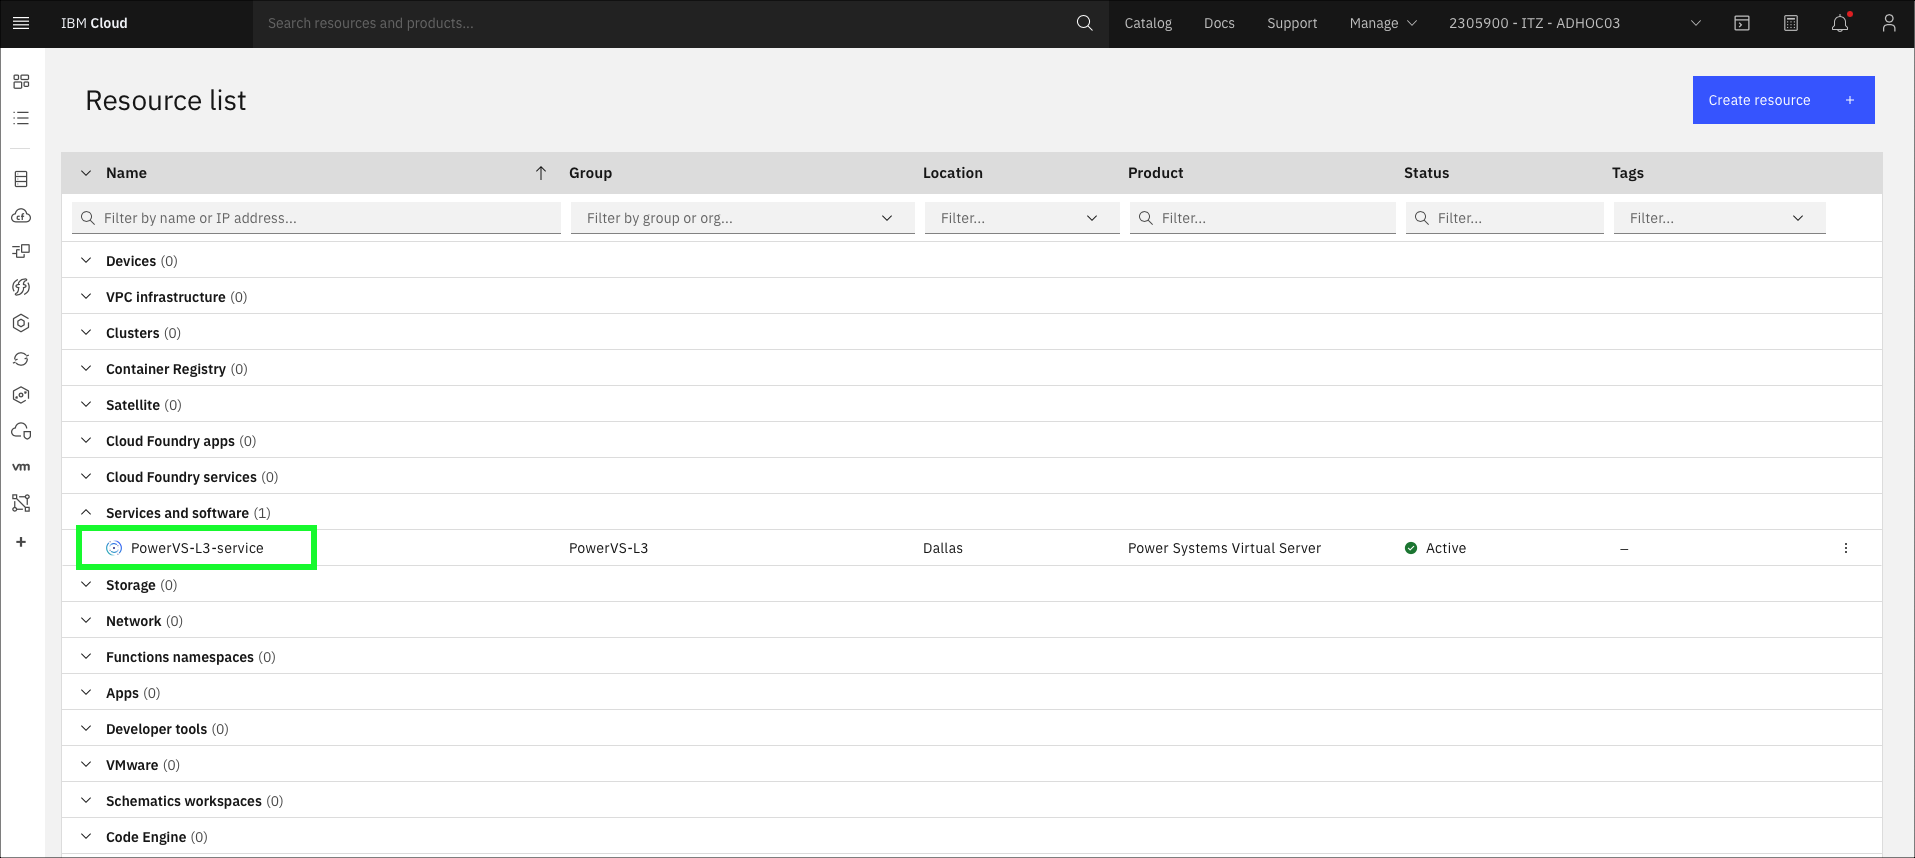 IBM Cloud Search resources and products... Catalog Docs Support Manage 2305900 - ITZ - ADHOC03
Resource list
Create resource +
Name Group Location Product Status Tags
Filter by name or IP address... Filter by group or org... Filter... Filter... Filter... Filter...
Devices (0)
VPC infrastructure (0)
Clusters (0)
Container Registry (0)
Satellite (0)
Cloud Foundry apps (0)
Cloud Foundry services (0)
Services and software (1)
PowerVS-L3-service PowerVS-L3 Dallas Power Systems Virtual Server Active –
Storage (0)
Network (0)
Functions namespaces (0)
Apps (0)
Developer tools (0)
VMware (0)
Schematics workspaces (0)
Code Engine (0)
cf
vm